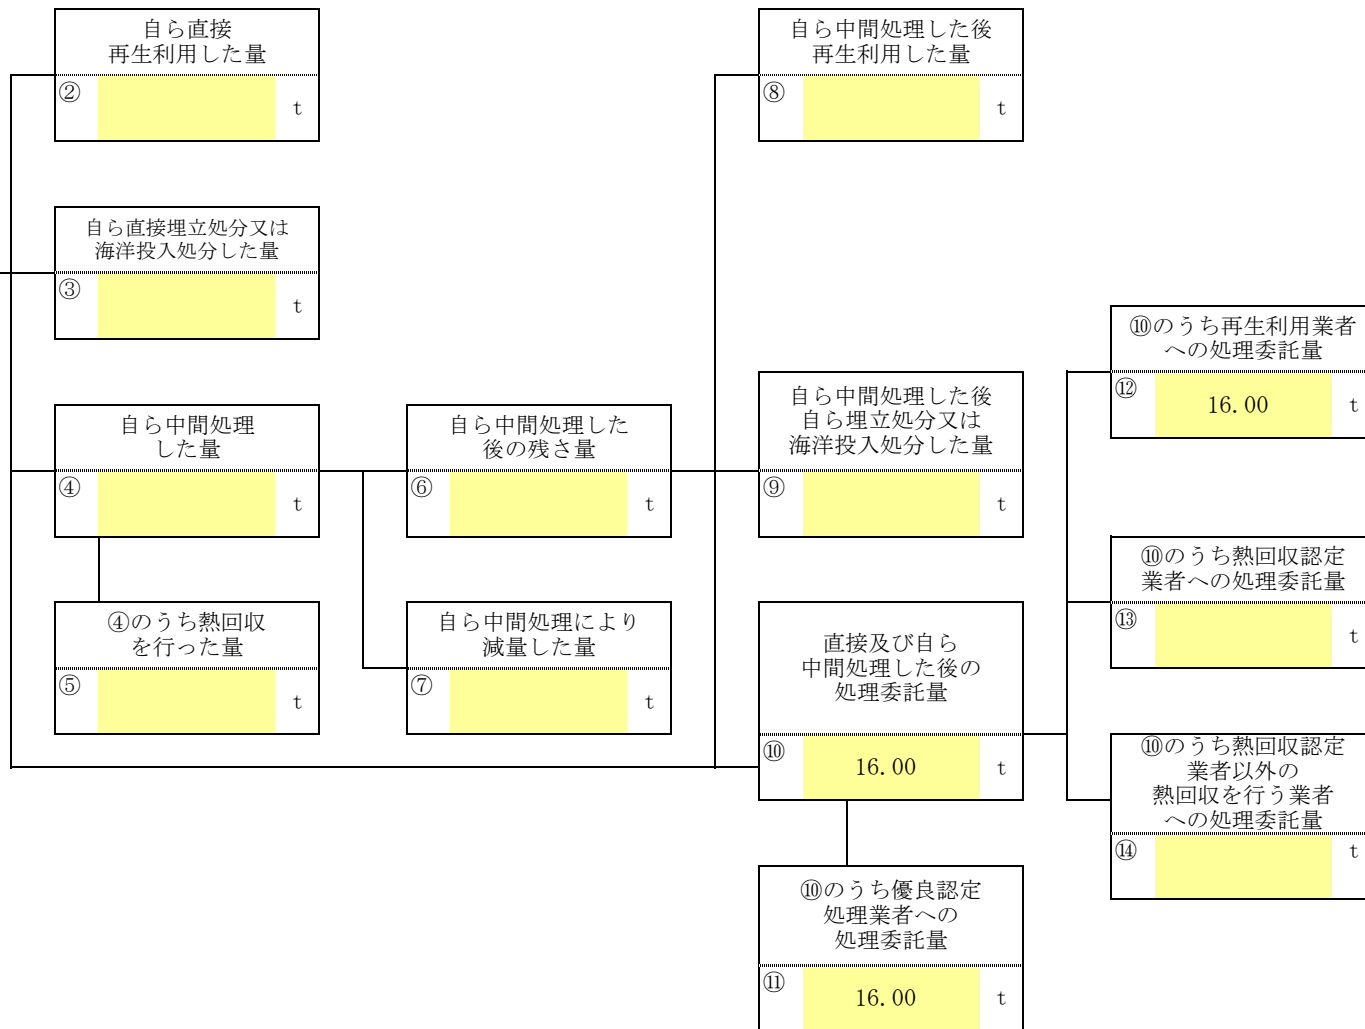 自ら直接
再生利用した量
② t
自ら中間処理した後
再生利用した量
⑧ t
自ら直接埋立処分又は
海洋投入処分した量
③ t
⑩のうち再生利用業者
への処理委託量
⑫ 16.00 t
自ら中間処理
した量
④ t
自ら中間処理した
後の残さ量
⑥ t
自ら中間処理した後
自ら埋立処分又は
海洋投入処分した量
⑨ t
⑩のうち熱回収認定
業者への処理委託量
⑬ t
④のうち熱回収
を行った量
⑤ t
自ら中間処理により
減量した量
⑦ t
直接及び自ら
中間処理した後の
処理委託量
⑩ 16.00 t
⑩のうち熱回収認定
業者以外の
熱回収を行う業者
への処理委託量
⑭ t
⑩のうち優良認定
処理業者への
処理委託量
⑪ 16.00 t